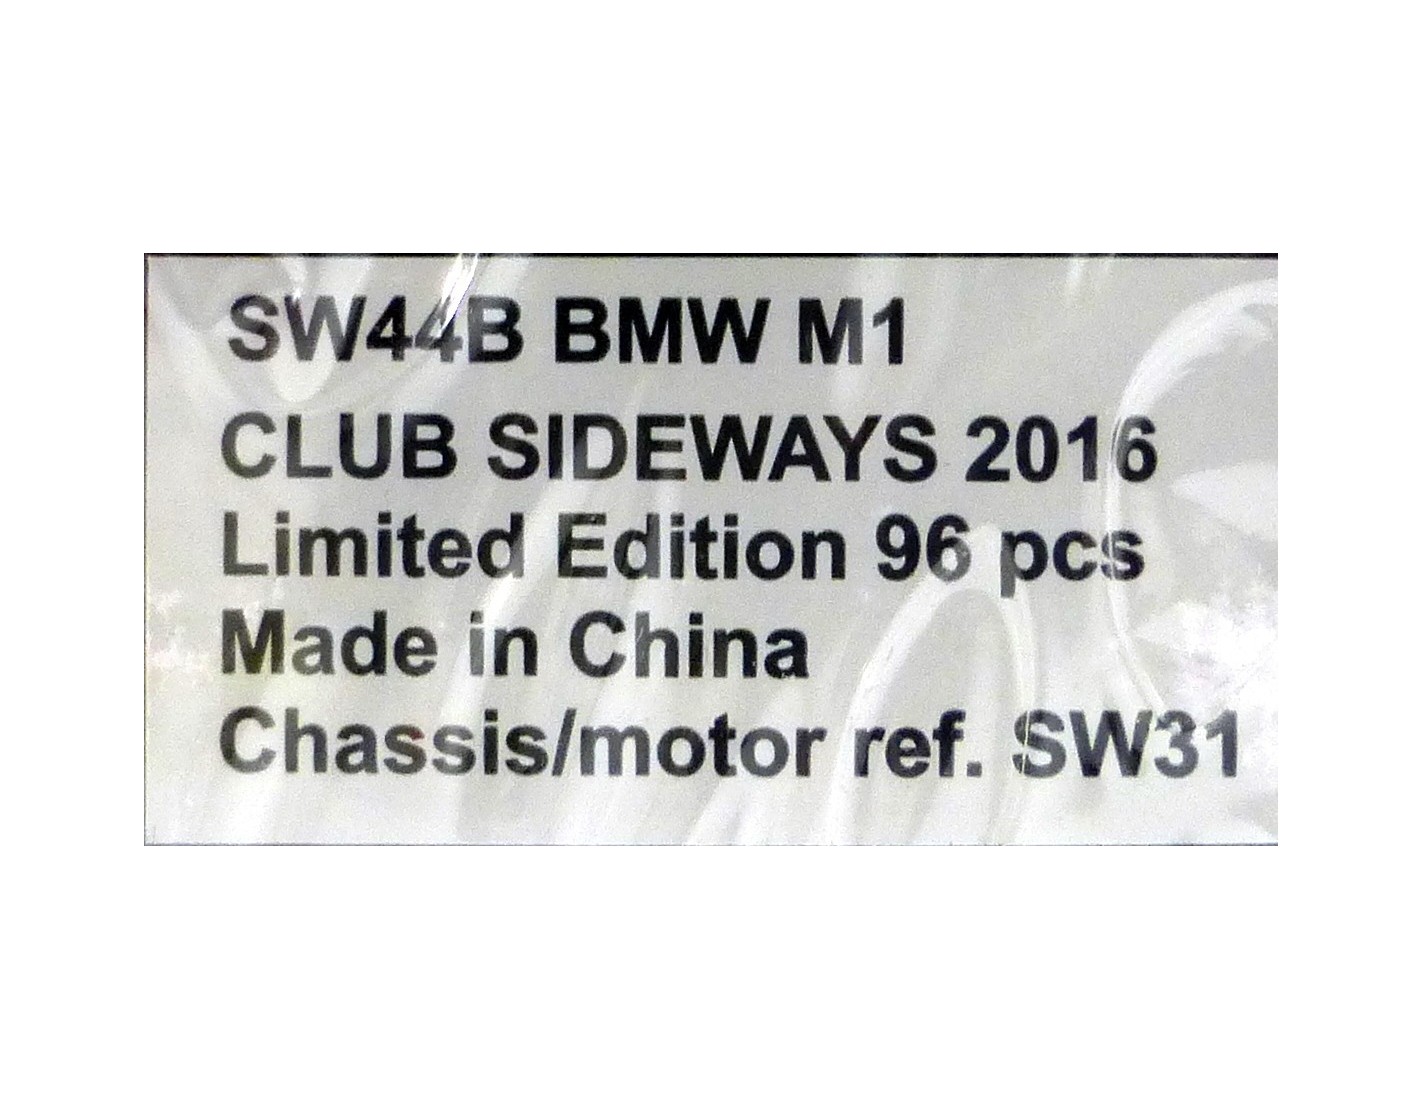 SW44B BMW M1
CLUB SIDEWAYS 2016
Limited Edition 96 pcs
Made in China
Chassis/motor ref. SW31